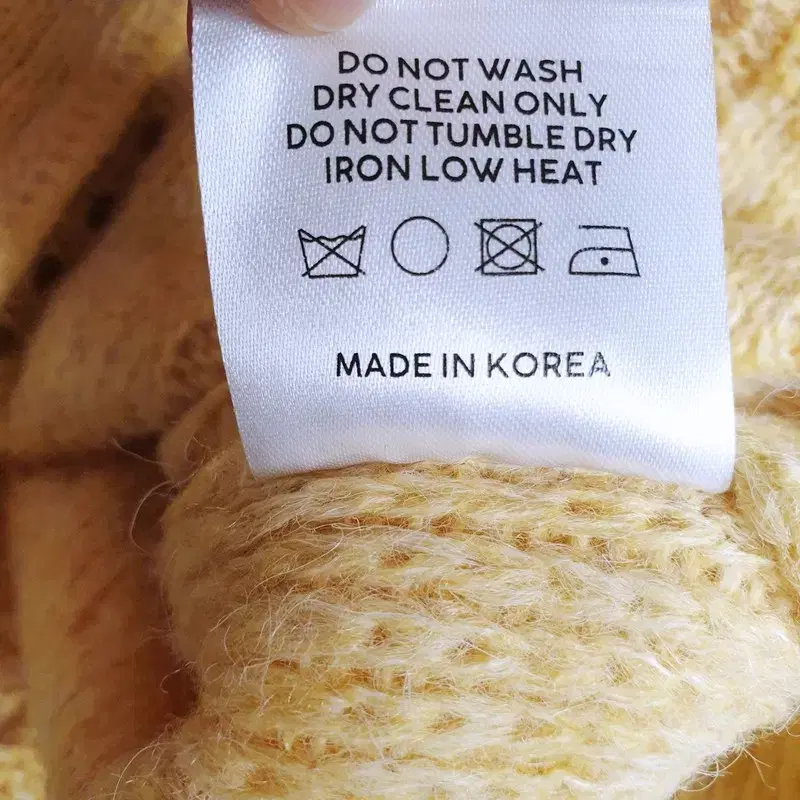 DO NOT WASH
DRY CLEAN ONLY
DO NOT TUMBLE DRY
IRON LOW HEAT
MADE IN KOREA